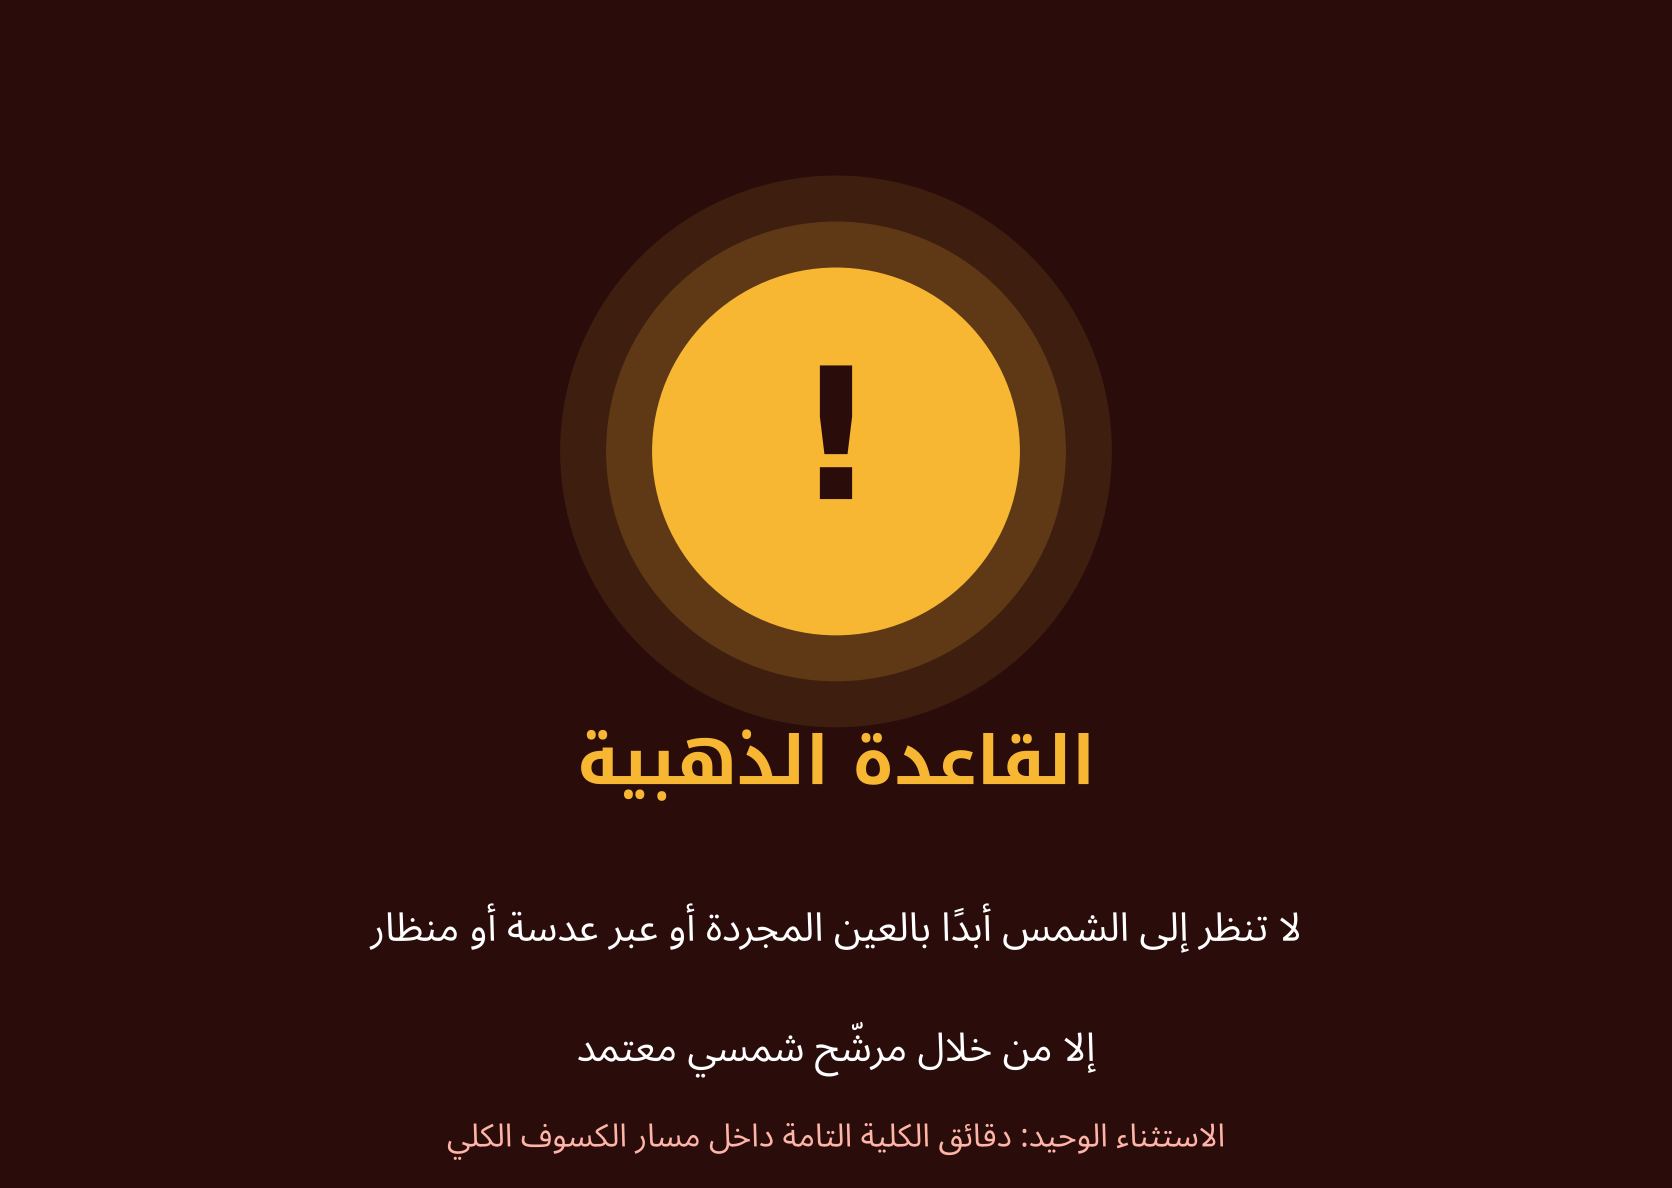 !
القاعدة الذهبية
لا تنظر إلى الشمس أبدًا بالعين المجردة أو عبر عدسة أو منظار
إلا من خلال مرشّح شمسي معتمد
الاستثناء الوحيد: دقائق الكلية التامة داخل مسار الكسوف الكلي